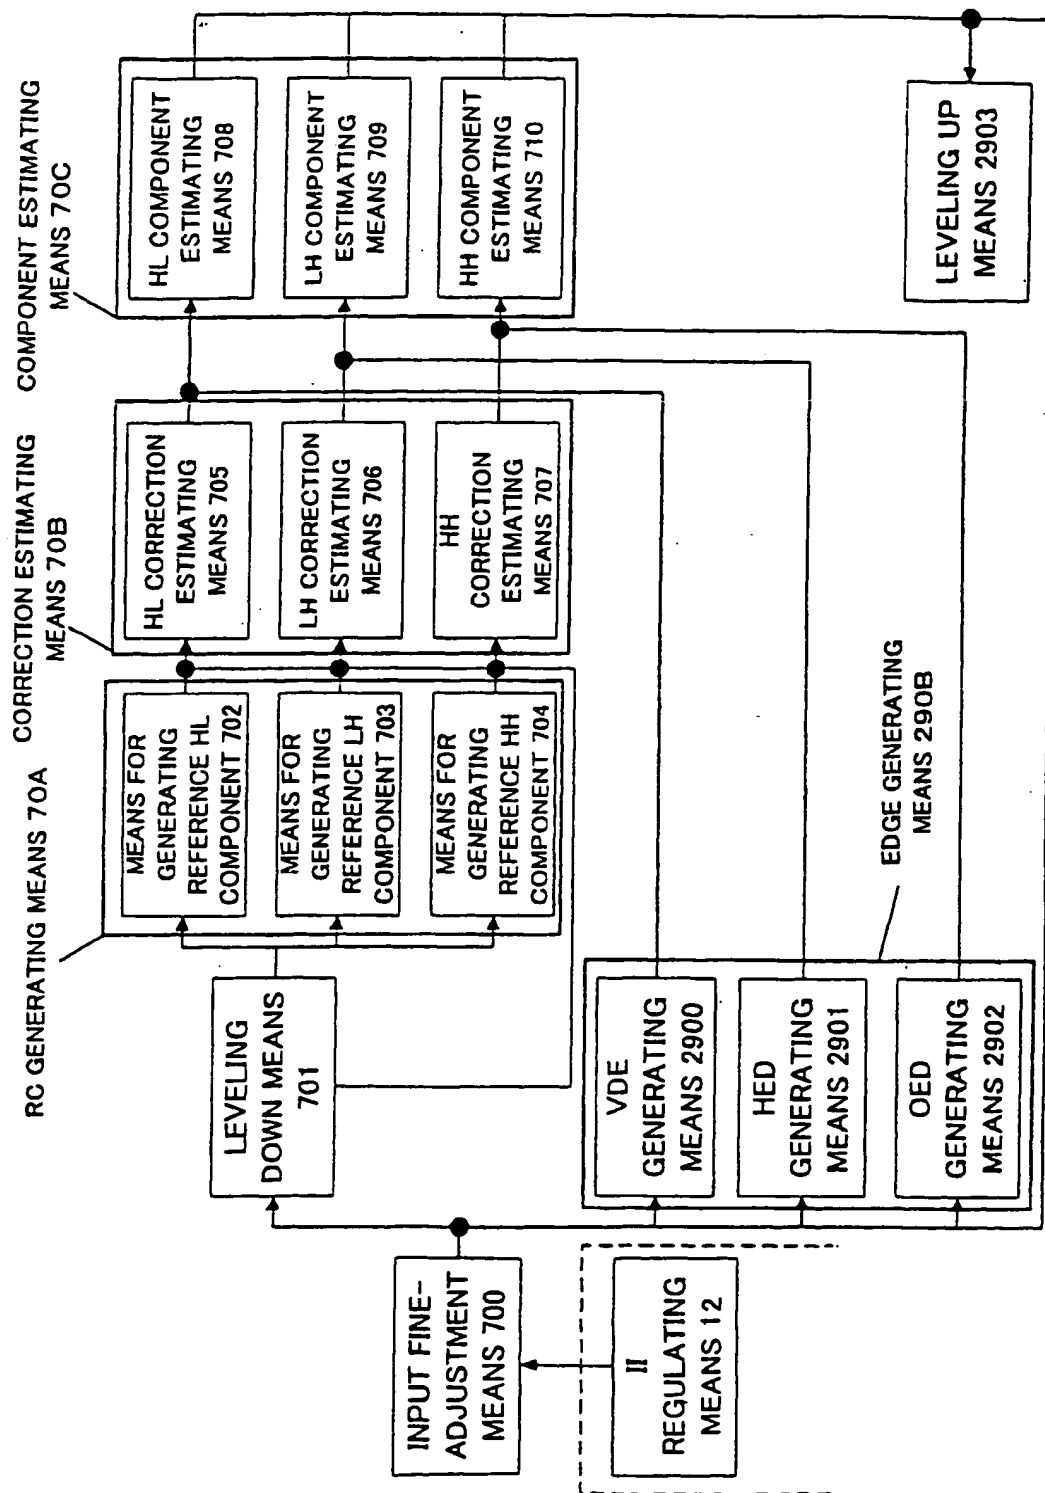 RC GENERATING MEANS 70A
CORRECTION ESTIMATING
MEANS 70B
COMPONENT ESTIMATING
MEANS 70C
INPUT FINE-
ADJUSTMENT
MEANS 700
II
REGULATING
MEANS 12
LEVELING
DOWN MEANS
701
MEANS FOR
GENERATING
REFERENCE HL
COMPONENT 702
MEANS FOR
GENERATING
REFERENCE LH
COMPONENT 703
MEANS FOR
GENERATING
REFERENCE HH
COMPONENT 704
HL CORRECTION
ESTIMATING
MEANS 705
LH CORRECTION
ESTIMATING
MEANS 706
HH
CORRECTION
ESTIMATING
MEANS 707
HL COMPONENT
ESTIMATING
MEANS 708
LH COMPONENT
ESTIMATING
MEANS 709
HH COMPONENT
ESTIMATING
MEANS 710
VDE
GENERATING
MEANS 2900
HED
GENERATING
MEANS 2901
OED
GENERATING
MEANS 2902
EDGE GENERATING
MEANS 290B
LEVELING UP
MEANS 2903